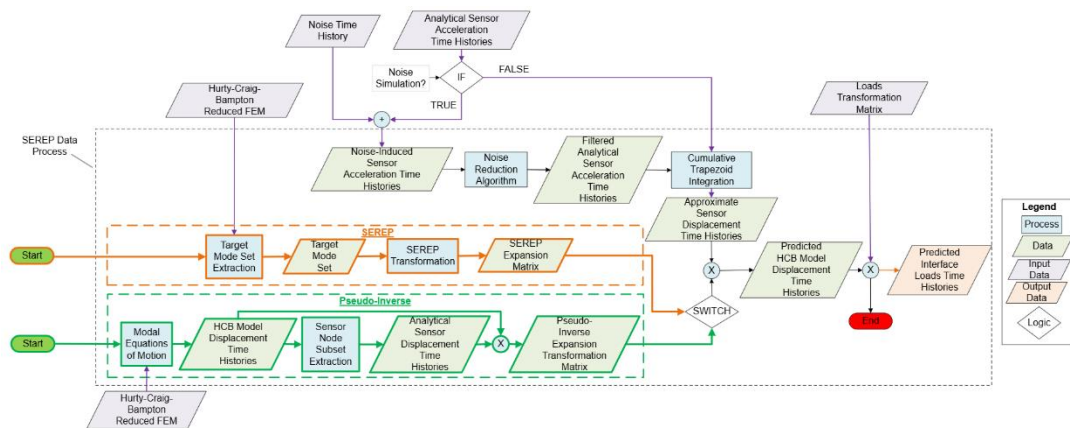 Noise Time
History
Analytical Sensor
Acceleration
Time Histories
Noise
Simulation?
IF
FALSE
TRUE
Hurty-Craig-
Bampton
Reduced FEM
Loads
Transformation
Matrix
SEREP Data
Process
+
Noise-Induced
Sensor
Acceleration Time
Histories
Noise
Reduction
Algorithm
Filtered
Analytical
Sensor
Acceleration
Time
Histories
Cumulative
Trapezoid
Integration
Approximate
Sensor
Displacement
Time Histories
SEREP
Start
Target
Mode Set
Extraction
Target
Mode
Set
SEREP
Transformation
SEREP
Expansion
Matrix
X
Predicted
HCB Model
Displacement
Time
Histories
X
Predicted
Interface
Loads Time
Histories
End
SWITCH
Pseudo-Inverse
Start
Modal
Equations
of Motion
HCB Model
Displacement
Time
Histories
Sensor
Node
Subset
Extraction
Analytical
Sensor
Displacement
Time
Histories
X
Pseudo-
Inverse
Expansion
Transformation
Matrix
Hurty-Craig-
Bampton
Reduced FEM
Legend
Process
Data
Input
Data
Output
Data
Logic